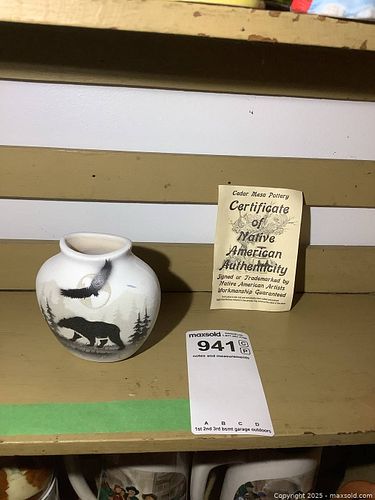 Cedar Mesa Pottery
Certificate
of
Native
American
Authenticity
Signed or Trademarked by
Native American Artists
Workmanship Guaranteed
maxsold
941
C
P
notes and measurements
A B C D
1st 2nd 3rd bsmt garage outdoors
Copyright 2025 - maxsold.com